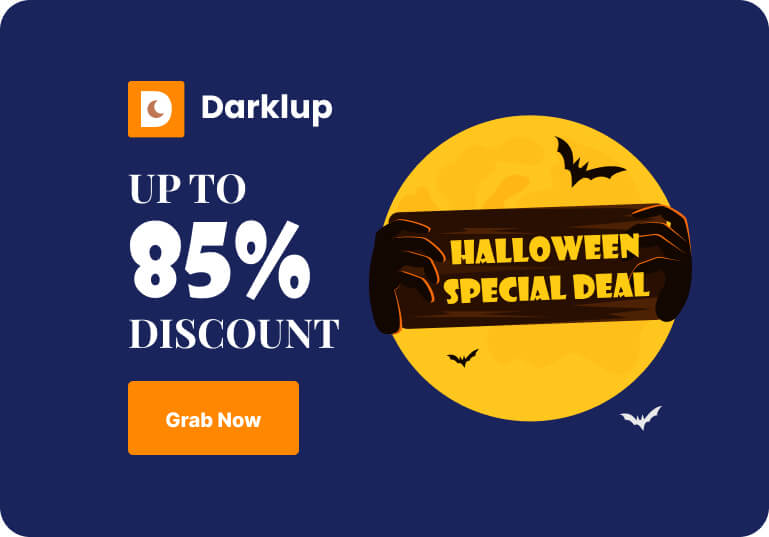 Darklup
UP TO
85%
DISCOUNT
Grab Now
HALLOWEEN
SPECIAL DEAL